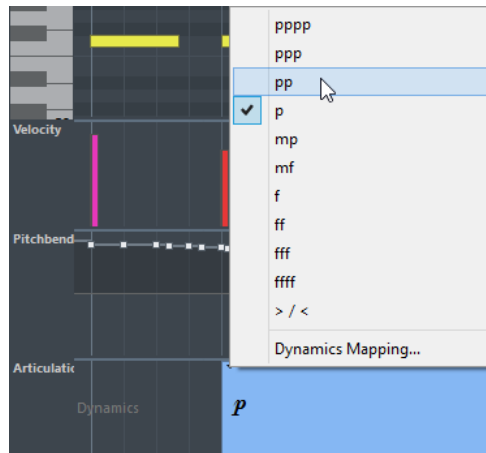 pppp
ppp
pp
p
mp
mf
f
ff
fff
ffff
> / <
Dynamics Mapping...
Velocity
Pitchbend
Articulatic
Dynamics
p